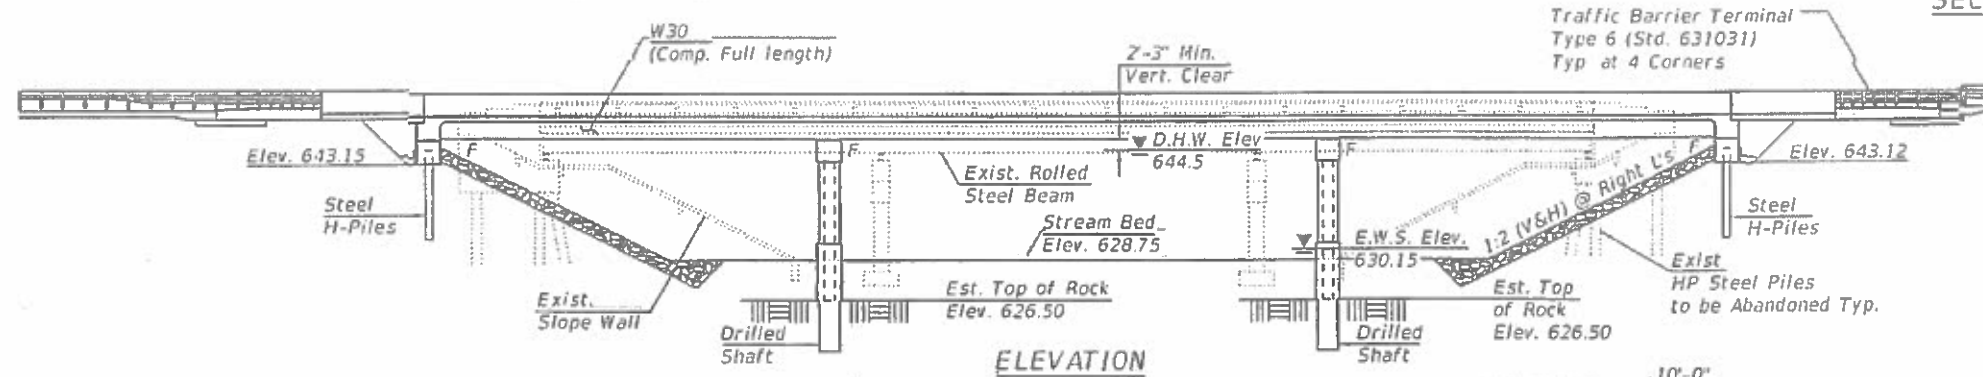 SEC
Traffic Barrier Terminal
Type 6 (Std. 631031)
Typ at 4 Corners
W30
(Comp. Full length)
2'-3" Min.
Vert. Clear
Elev. 643.15
F
F
D.H.W. Elev
644.5
F
F
Elev. 643.12
Exist. Rolled
Steel Beam
Steel
H-Piles
Stream Bed
Elev. 628.75
E.W.S. Elev.
630.15
1:2 (V&H) @ Right L's
Steel
H-Piles
Exist.
Slope Wall
Est. Top of Rock
Elev. 626.50
Est. Top
of Rock
Elev. 626.50
Exist
HP Steel Piles
to be Abandoned Typ.
Drilled
Shaft
Drilled
Shaft
ELEVATION
10'-0"